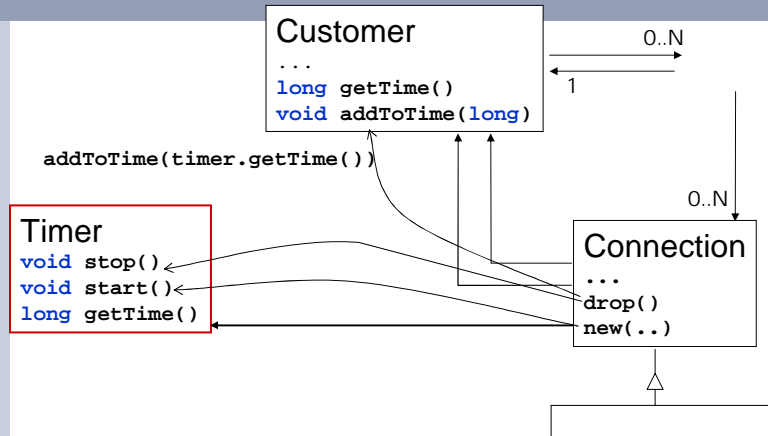 Customer
...
long getTime()
void addToTime(long)
0..N
1
addToTime(timer.getTime())
0..N
Timer
void stop()
void start()
long getTime()
Connection
...
drop()
new(..)